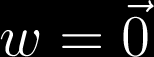 w = \vec{0}